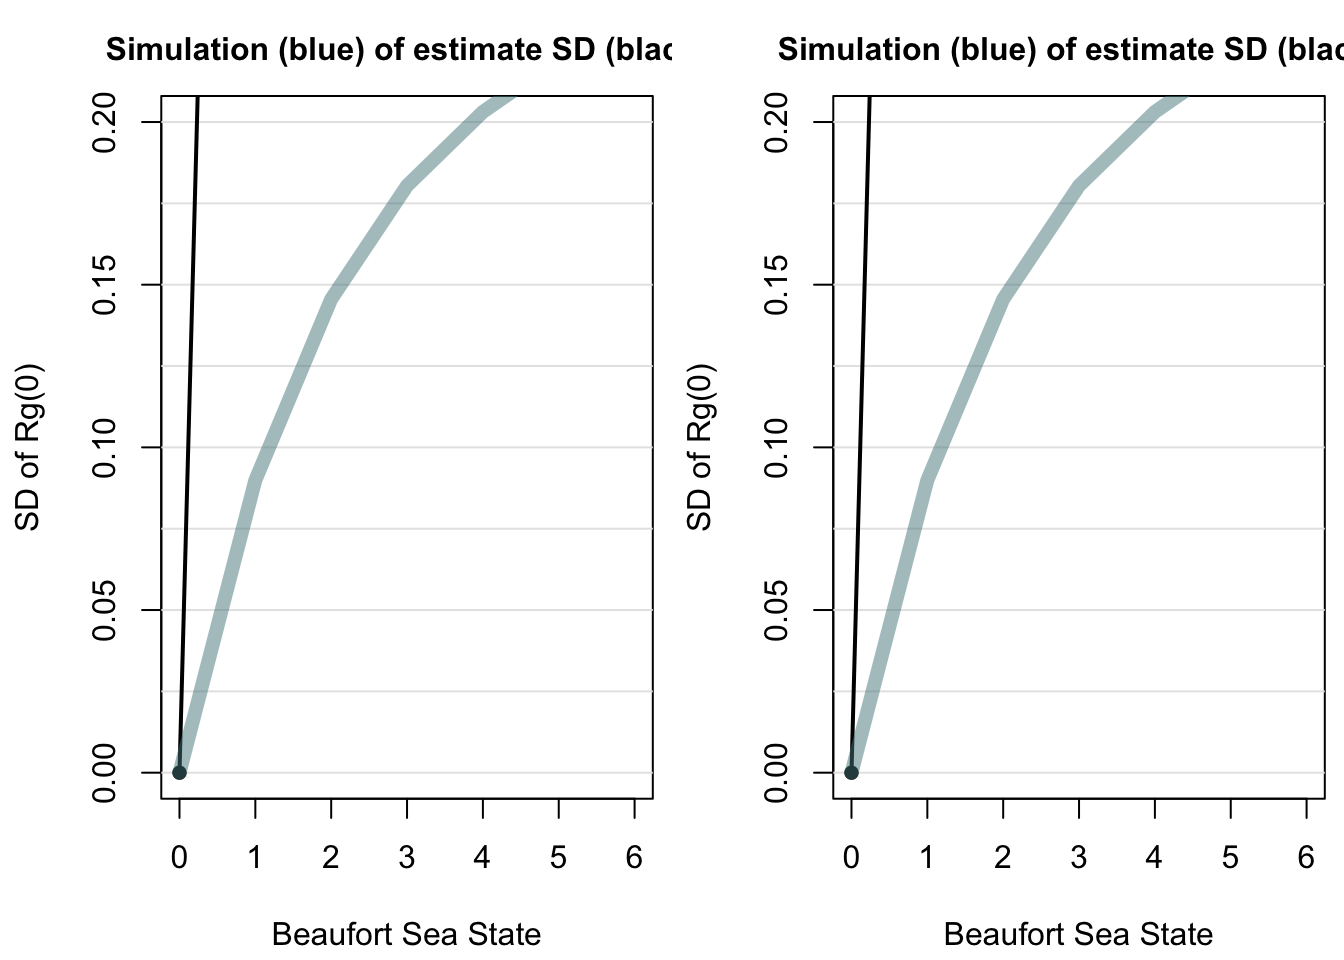 Simulation (blue) of estimate SD (blac
SD of Rg(0)
0.20
0.15
0.10
0.05
0.00
0 1 2 3 4 5 6
Beaufort Sea State
Simulation (blue) of estimate SD (blac
SD of Rg(0)
0.20
0.15
0.10
0.05
0.00
0 1 2 3 4 5 6
Beaufort Sea State